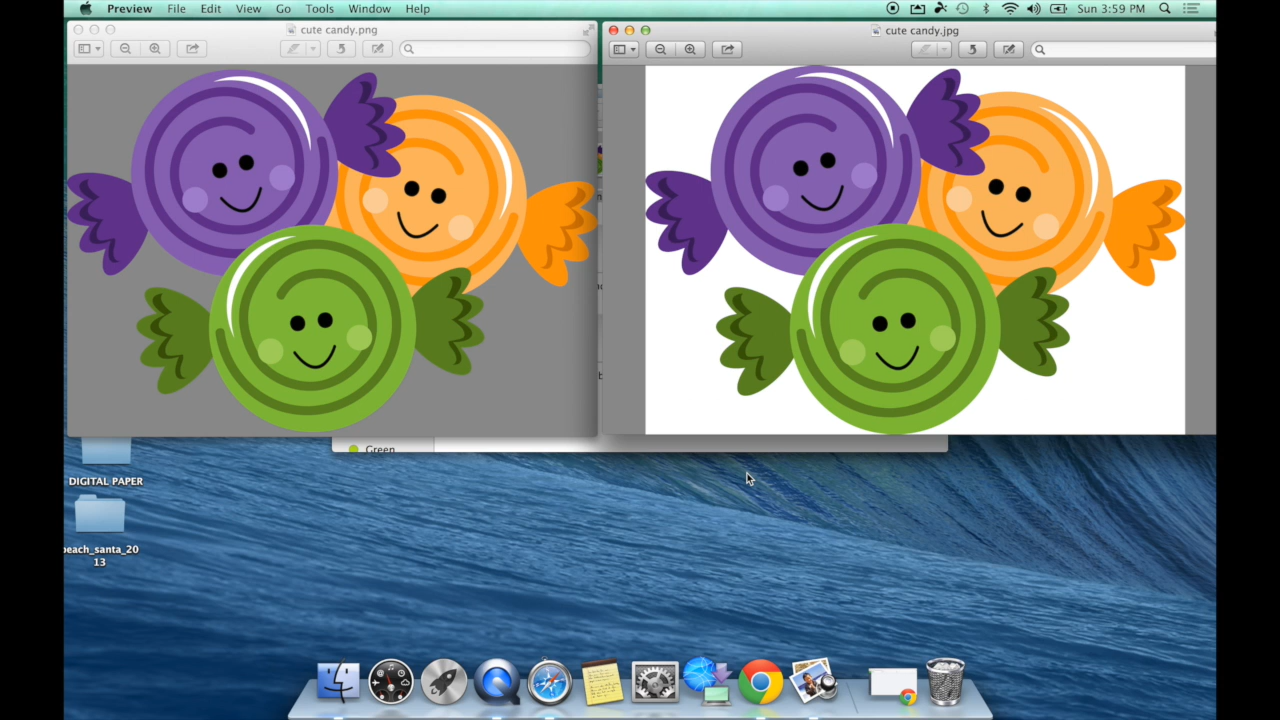 Preview File Edit View Go Tools Window Help Sun 3:59 PM
cute candy.png
cute candy.jpg
Green
DIGITAL PAPER
beach_santa_20
13